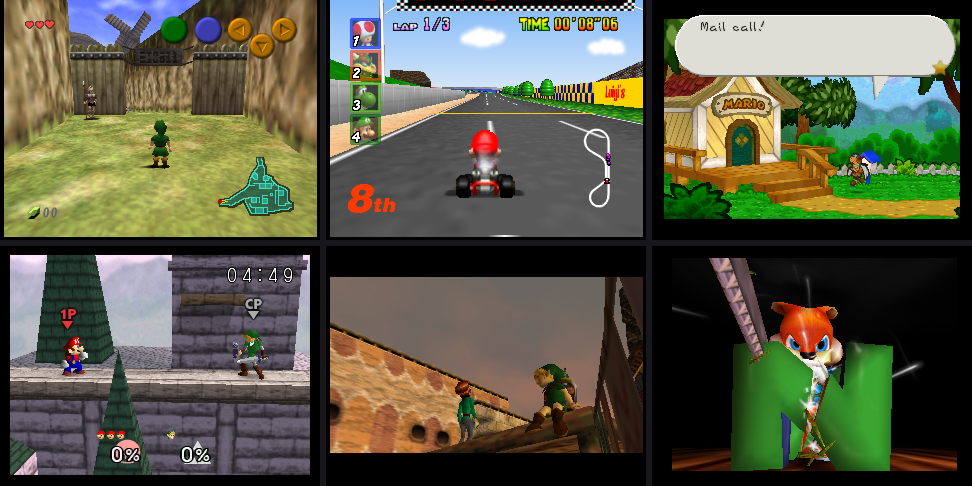 00
LAP 1/3
TIME 00'08"06
1
2
3
4
Luigi's
8th
Mail call!
MARIO
04:49
1P
CP
0%
0%
N